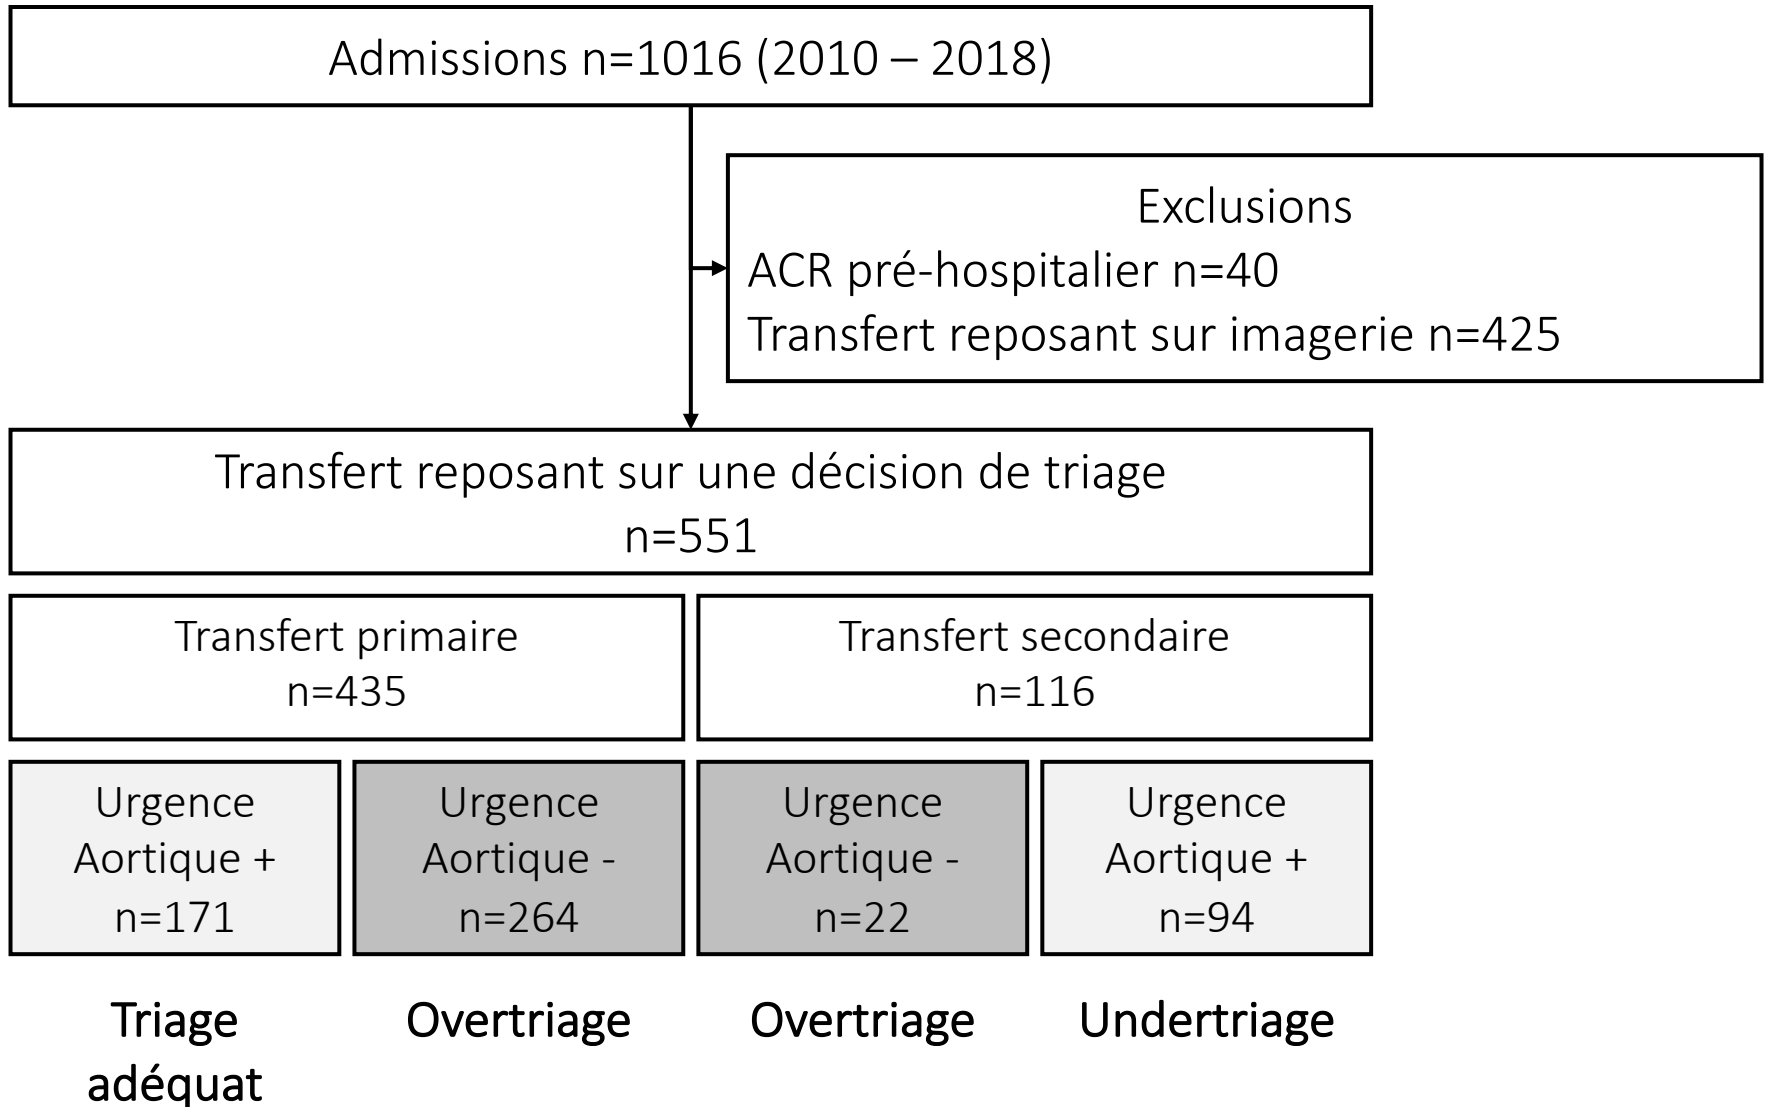 Admissions n=1016 (2010 – 2018)
Exclusions
ACR pré-hospitalier n=40
Transfert reposant sur imagerie n=425
Transfert reposant sur une décision de triage
n=551
Transfert primaire
n=435
Transfert secondaire
n=116
Urgence
Aortique +
n=171
Urgence
Aortique -
n=264
Urgence
Aortique -
n=22
Urgence
Aortique +
n=94
Triage
adéquat
Overtriage
Overtriage
Undertriage